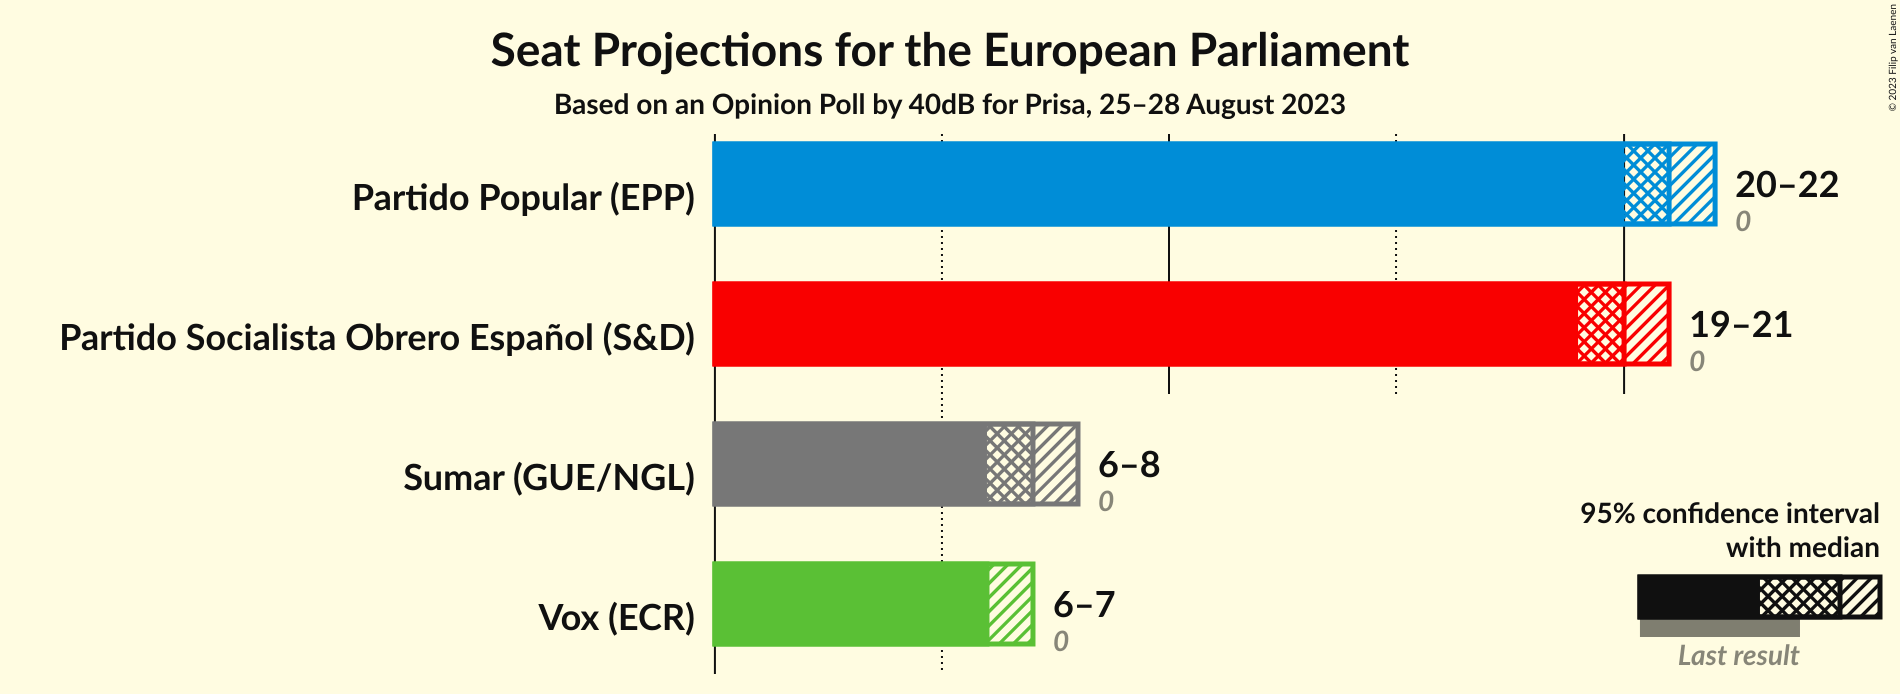 Seat Projections for the European Parliament
Based on an Opinion Poll by 40dB for Prisa, 25–28 August 2023
© 2023 Filip van Laenen
Partido Popular (EPP)
20–22
0
Partido Socialista Obrero Español (S&D)
19–21
0
Sumar (GUE/NGL)
6–8
0
Vox (ECR)
6–7
0
95% confidence interval
with median
Last result